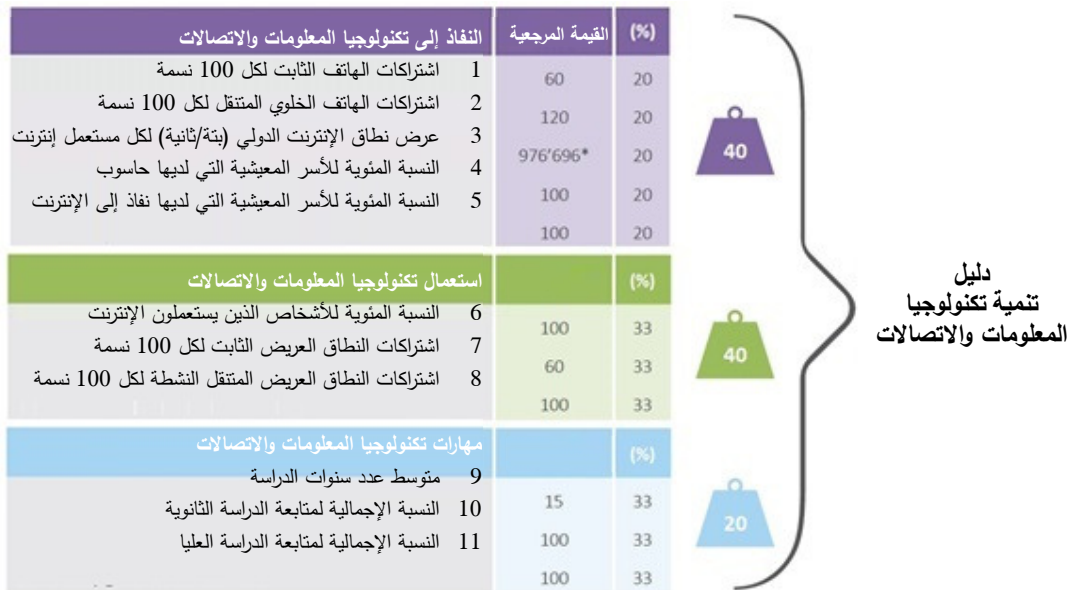 النفاذ إلى تكنولوجيا المعلومات والاتصالات القيمة المرجعية (%)
1 اشتراكات الهاتف الثابت لكل 100 نسمة 60 20
2 اشتراكات الهاتف الخلوي المتنقل لكل 100 نسمة 120 20
3 عرض نطاق الإنترنت الدولي (بتة/ثانية) لكل مستعمل إنترنت 976'696* 20
4 النسبة المئوية للأسر المعيشية التي لديها حاسوب 100 20
5 النسبة المئوية للأسر المعيشية التي لديها نفاذ إلى الإنترنت 100 20
40
استعمال تكنولوجيا المعلومات والاتصالات (%)
6 النسبة المئوية للأشخاص الذين يستعملون الإنترنت 100 33
7 اشتراكات النطاق العريض الثابت لكل 100 نسمة 60 33
8 اشتراكات النطاق العريض المتنقل النشطة لكل 100 نسمة 100 33
40
مهارات تكنولوجيا المعلومات والاتصالات (%)
9 متوسط عدد سنوات الدراسة 15 33
10 النسبة الإجمالية لمتابعة الدراسة الثانوية 100 33
11 النسبة الإجمالية لمتابعة الدراسة العليا 100 33
20
دليل
تنمية تكنولوجيا
المعلومات والاتصالات